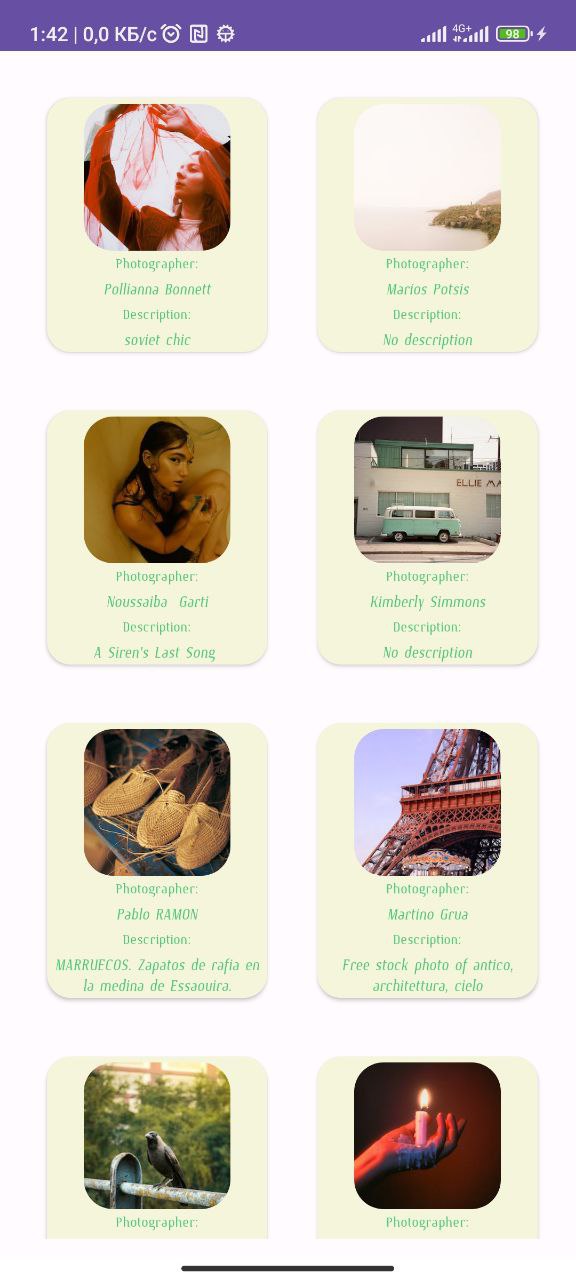 1:42 | 0,0 КБ/с
4G+
98
Photographer:
Pollianna Bonnett
Description:
soviet chic
Photographer:
Marios Potsis
Description:
No description
ELLIE MA
Photographer:
Noussaiba Garti
Description:
A Siren's Last Song
Photographer:
Kimberly Simmons
Description:
No description
Photographer:
Pablo RAMON
Description:
MARRUECOS. Zapatos de rafia en
la medina de Essaouira.
Photographer:
Martino Grua
Description:
Free stock photo of antico,
architettura, cielo
Photographer:
Photographer: